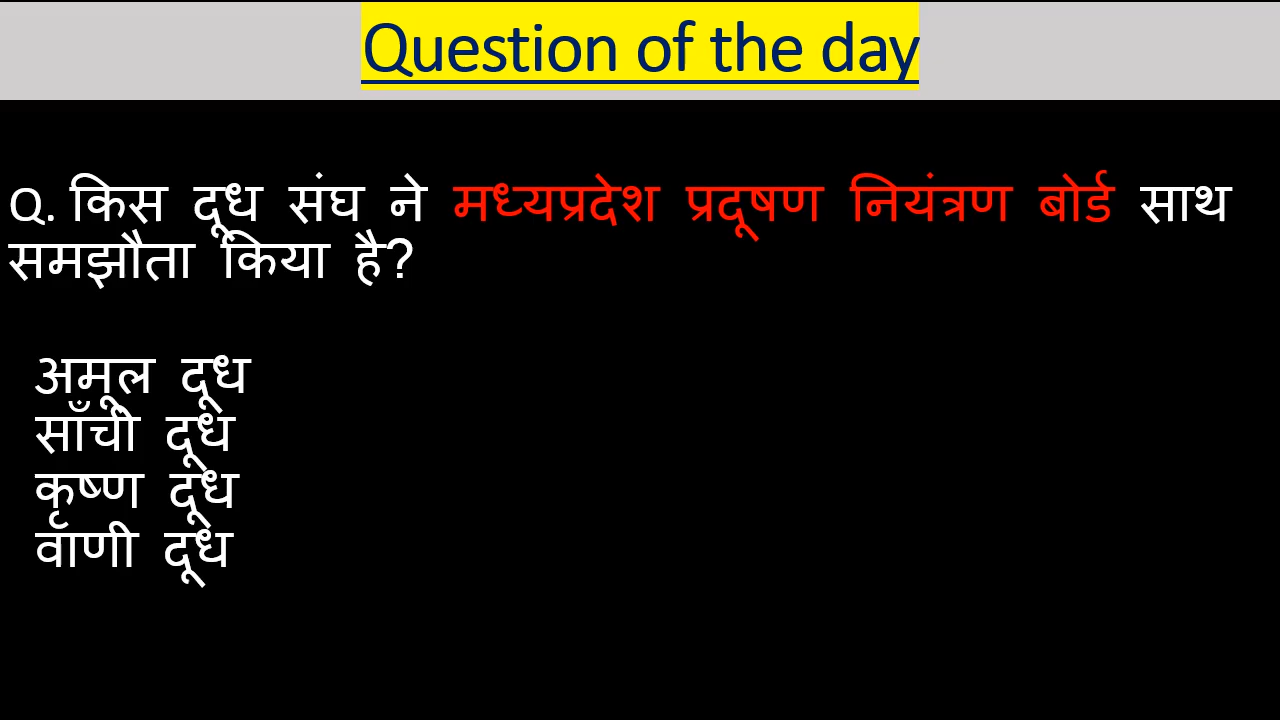 Question of the day
Q. किस दूध संघ ने मध्यप्रदेश प्रदूषण नियंत्रण बोर्ड साथ
समझौता किया है?
अमूल दूध
साँची दूध
कृष्ण दूध
वाणी दूध